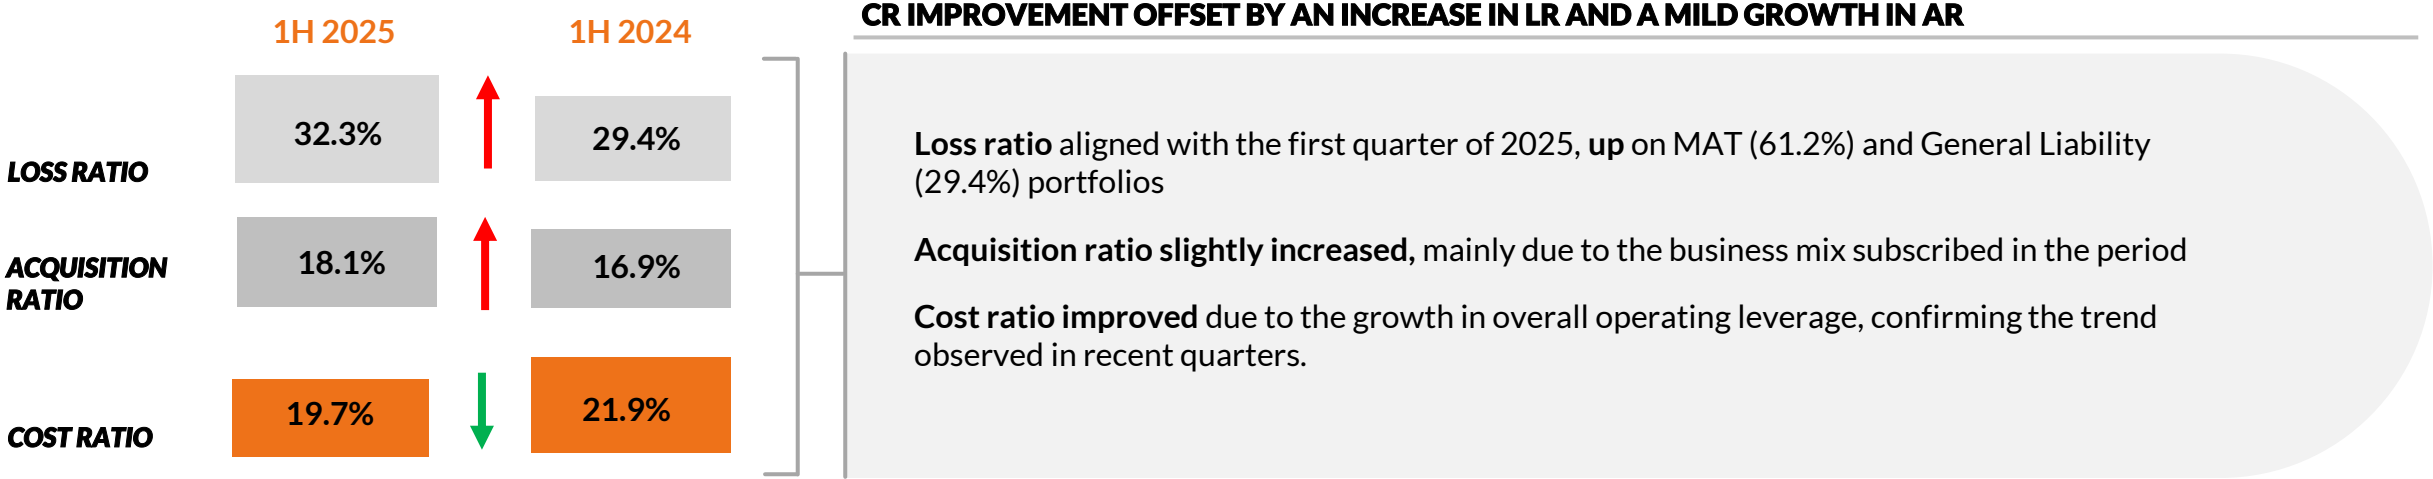 1H 2025
1H 2024
32.3%
29.4%
LOSS RATIO
18.1%
16.9%
ACQUISITION
RATIO
19.7%
21.9%
COST RATIO
CR IMPROVEMENT OFFSET BY AN INCREASE IN LR AND A MILD GROWTH IN AR
Loss ratio aligned with the first quarter of 2025, up on MAT (61.2%) and General Liability
(29.4%) portfolios
Acquisition ratio slightly increased, mainly due to the business mix subscribed in the period
Cost ratio improved due to the growth in overall operating leverage, confirming the trend
observed in recent quarters.